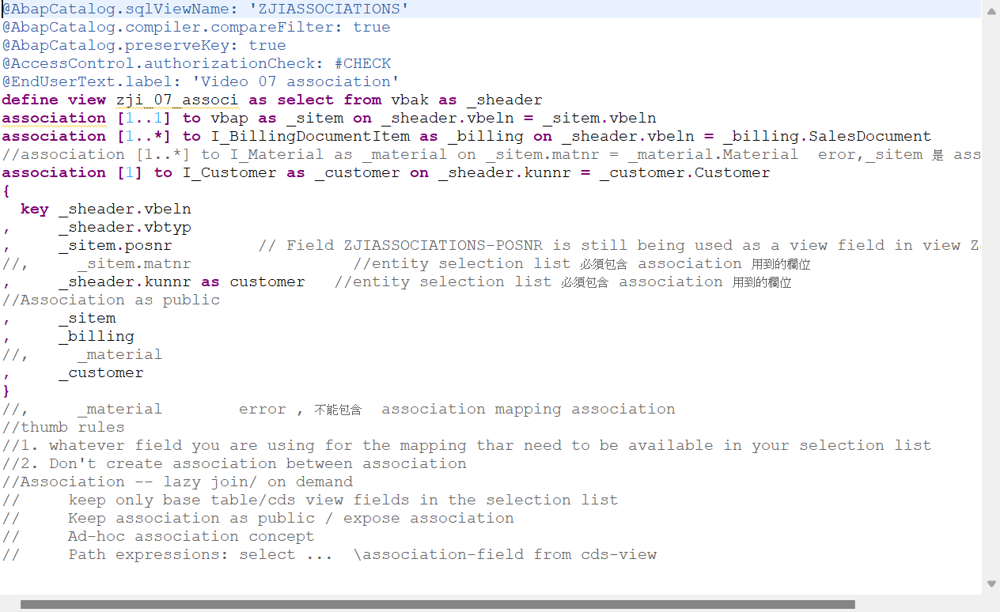 @AbapCatalog.sqlViewName: 'ZJIASSOCIATIONS'
@AbapCatalog.compiler.compareFilter: true
@AbapCatalog.preserveKey: true
@AccessControl.authorizationCheck: #CHECK
@EndUserText.label: 'Video 07 association'
define view zji_07_associ as select from vbak as _sheader
association [1..1] to vbap as _sitem on _sheader.vbeln = _sitem.vbeln
association [1..*] to I_BillingDocumentItem as _billing on _sheader.vbeln = _billing.SalesDocument
//association [1..*] to I_Material as _material on _sitem.matnr = _material.Material  eror,_sitem 是 ass
association [1] to I_Customer as _customer on _sheader.kunnr = _customer.Customer
{
  key _sheader.vbeln
,     _sheader.vbtyp
,     _sitem.posnr         // Field ZJIASSOCIATIONS-POSNR is still being used as a view field in view Z
//,     _sitem.matnr                 //entity selection list 必須包含 association 用到的欄位
,     _sheader.kunnr as customer   //entity selection list 必須包含 association 用到的欄位
//Association as public
,     _sitem
,     _billing
//,     _material
,     _customer
}
//,     _material        error , 不能包含  association mapping association
//thumb rules
//1. whatever field you are using for the mapping thar need to be available in your selection list
//2. Don't create association between association
//Association -- lazy join/ on demand
//     keep only base table/cds view fields in the selection list
//     Keep association as public / expose association
//     Ad-hoc association concept
//     Path expressions: select ...  \association-field from cds-view